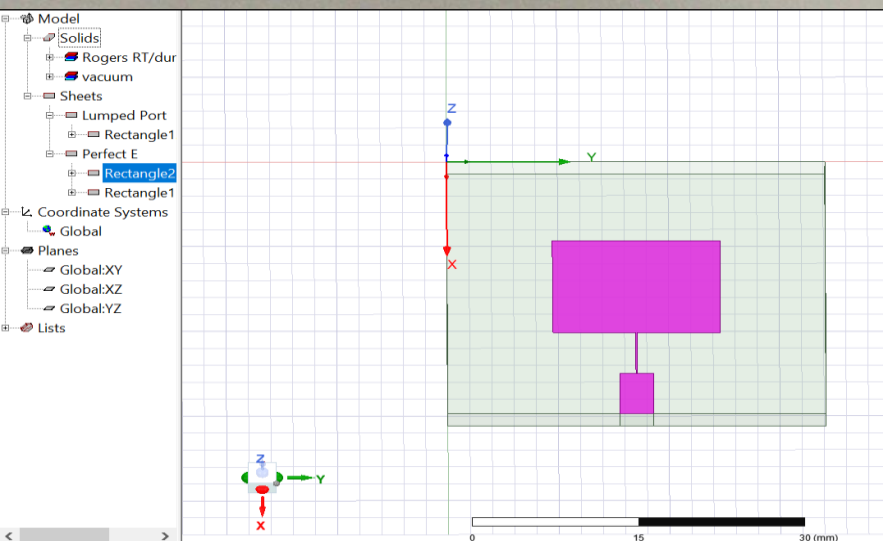 Model
Solids
Rogers RT/dur
vacuum
Sheets
Lumped Port
Rectangle1
Perfect E
Rectangle2
Rectangle1
Coordinate Systems
Global
Planes
Global:XY
Global:XZ
Global:YZ
Lists
Z
Y
X
Z
Y
X
0 15 30 (mm)